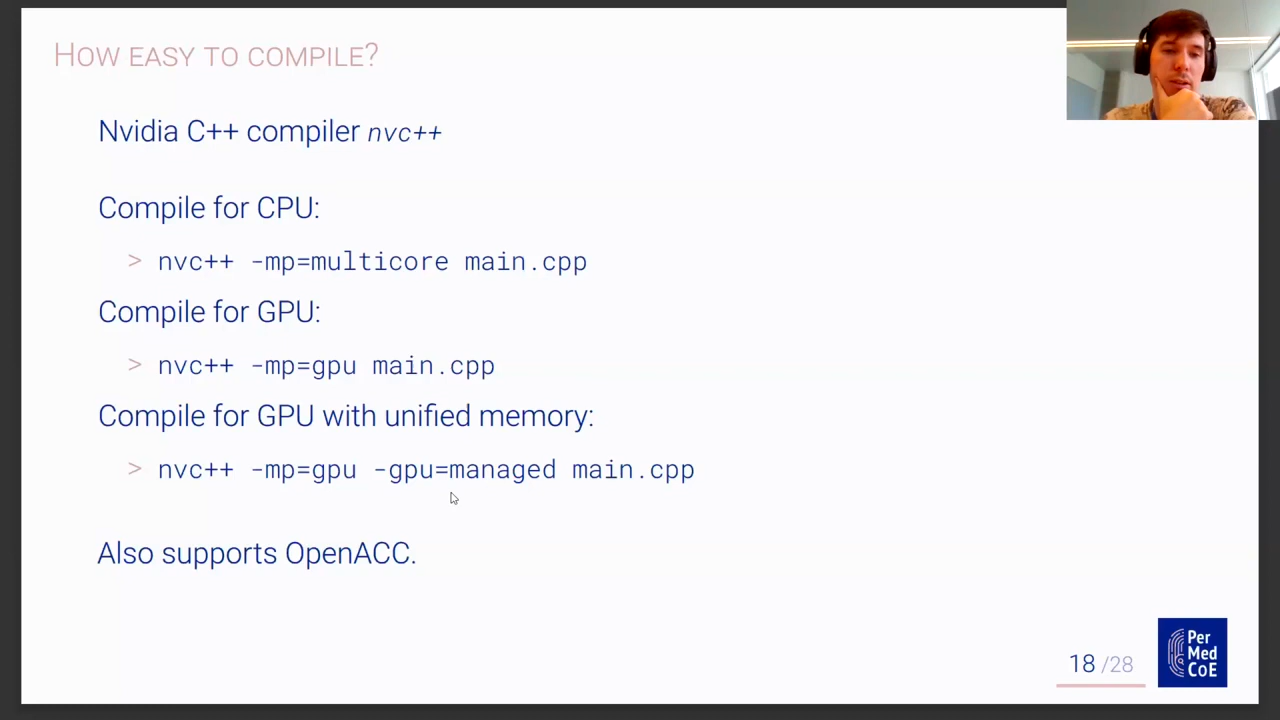 HOW EASY TO COMPILE?
Nvidia C++ compiler nvc++
Compile for CPU:
> nvc++ -mp=multicore main.cpp
Compile for GPU:
> nvc++ -mp=gpu main.cpp
Compile for GPU with unified memory:
> nvc++ -mp=gpu -gpu=managed main.cpp
Also supports OpenACC.
18 /28
Per
Med
CoE